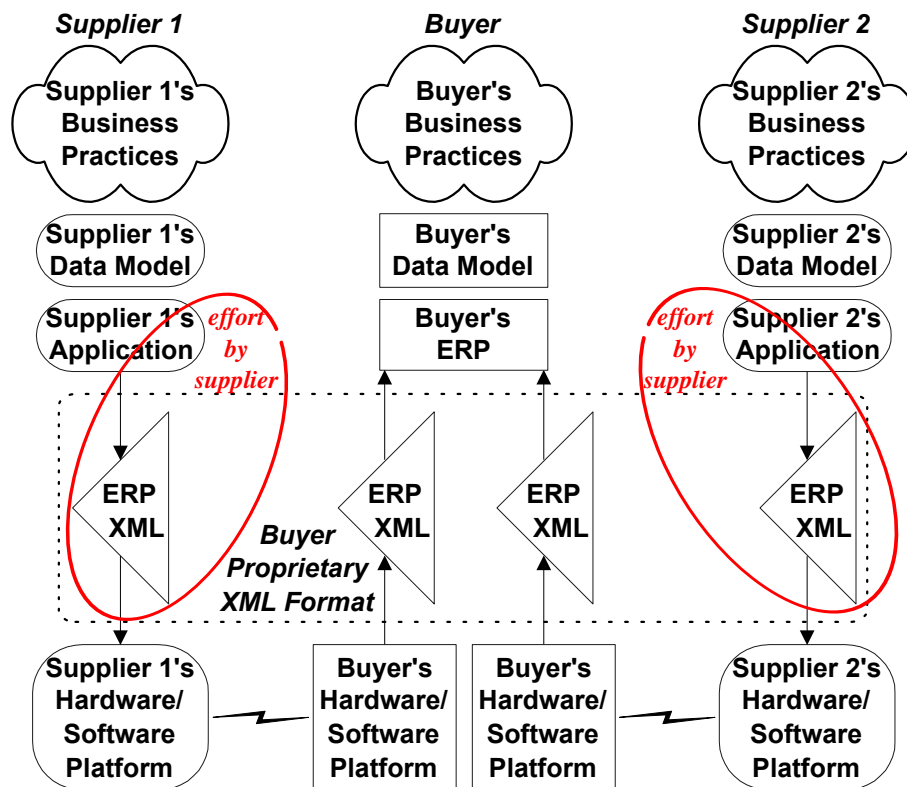 Supplier 1
Buyer
Supplier 2
Supplier 1's
Business
Practices
Buyer's
Business
Practices
Supplier 2's
Business
Practices
Supplier 1's
Data Model
Buyer's
Data Model
Supplier 2's
Data Model
Supplier 1's
Application
effort
by
supplier
Buyer's
ERP
effort
by
supplier
Supplier 2's
Application
ERP
XML
ERP
XML
ERP
XML
ERP
XML
Buyer
Proprietary
XML Format
Supplier 1's
Hardware/
Software
Platform
Buyer's
Hardware/
Software
Platform
Buyer's
Hardware/
Software
Platform
Supplier 2's
Hardware/
Software
Platform